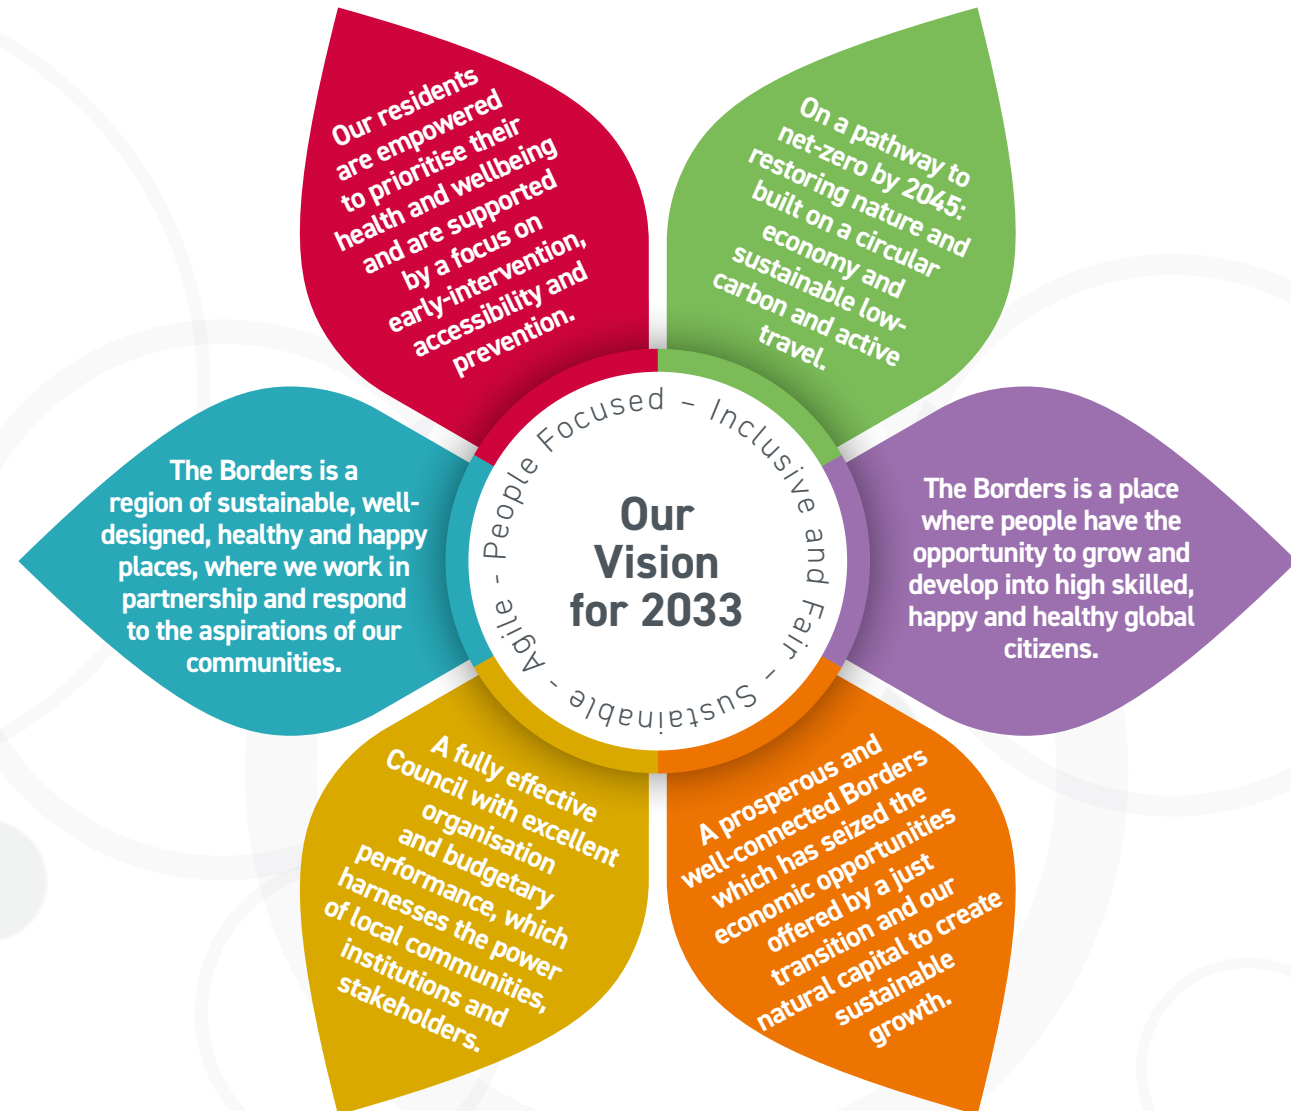 Our residents
are empowered
to prioritise their
health and wellbeing
and are supported
by a focus on
early-intervention,
accessibility and
prevention.
On a pathway to
net-zero by 2045:
restoring nature and
built on a circular
economy and
sustainable low-
carbon and active
travel.
The Borders is a
region of sustainable, well-
designed, healthy and happy
places, where we work in
partnership and respond
to the aspirations of our
communities.
Agile - People Focused – Inclusive and Fair – Sustainable -
Our
Vision
for 2033
The Borders is a place
where people have the
opportunity to grow and
develop into high skilled,
happy and healthy global
citizens.
A fully effective
Council with excellent
organisation
and budgetary
performance, which
harnesses the power
of local communities,
institutions and
stakeholders.
A prosperous and
well-connected Borders
which has seized the
economic opportunities
offered by a just
transition and our
natural capital to create
sustainable
growth.